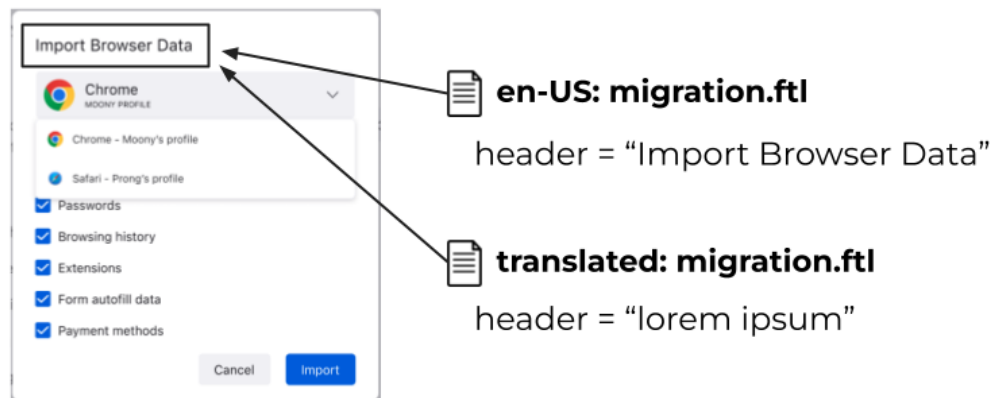 Import Browser Data
Chrome
MOONY PROFILE
Chrome – Moony's profile
Safari – Prong's profile
Passwords
Browsing history
Extensions
Form autofill data
Payment methods
Cancel
Import
en-US: migration.ftl
header = “Import Browser Data”
translated: migration.ftl
header = “lorem ipsum”